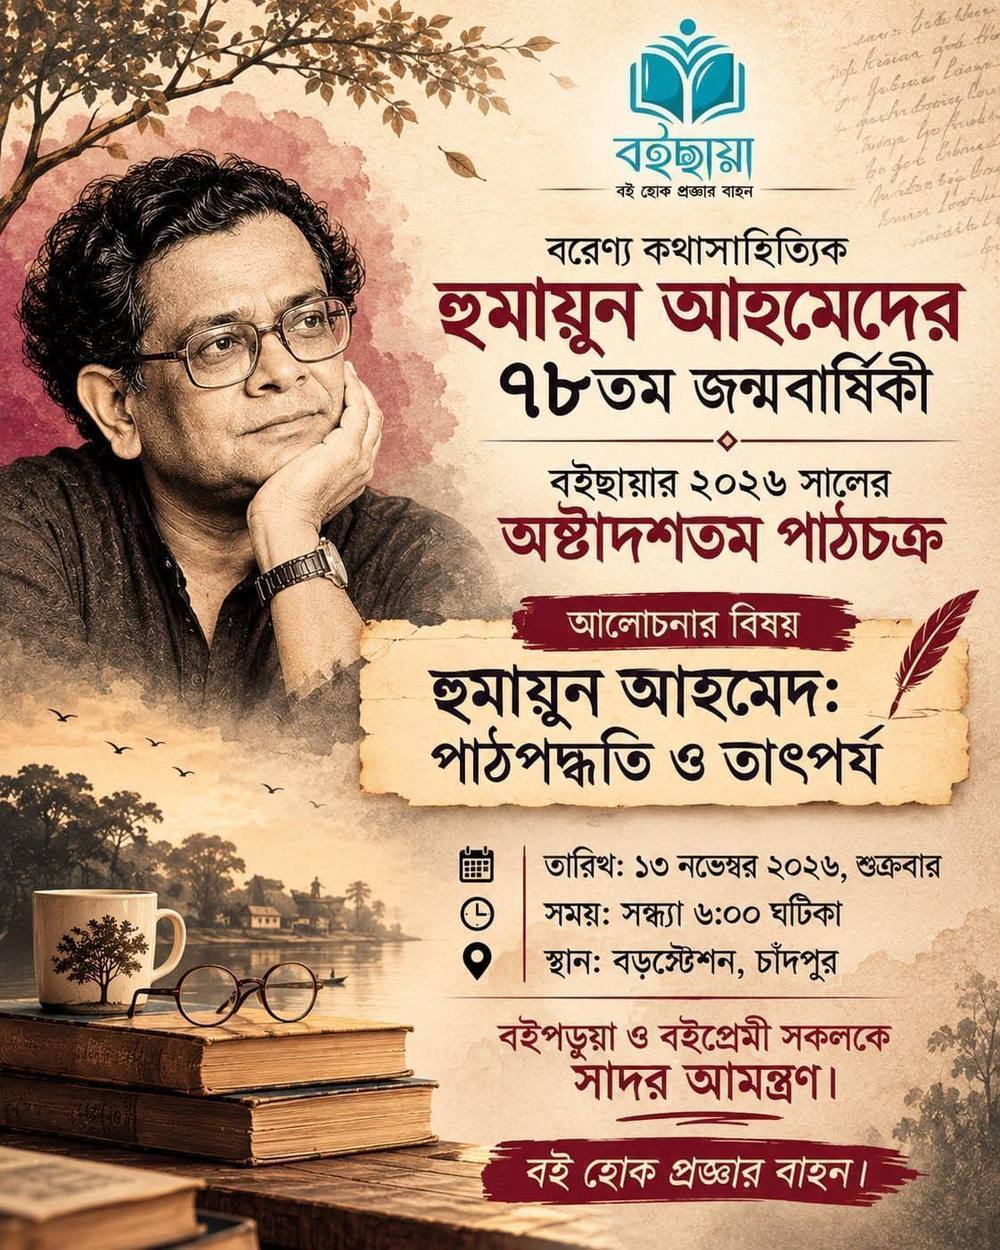 বইছায়া
বই হোক প্রজ্ঞার বাহন
বরেণ্য কথাসাহিত্যিক
হুমায়ুন আহমেদের
৭৮তম জন্মবার্ষিকী
বইছায়ার ২০২৬ সালের
অষ্টাদশতম পাঠচক্র
আলোচনার বিষয়
হুমায়ুন আহমেদ:
পাঠপদ্ধতি ও তাৎপর্য
তারিখ: ১৩ নভেম্বর ২০২৬, শুক্রবার
সময়: সন্ধ্যা ৬:০০ ঘটিকা
স্থান: বড়স্টেশন, চাঁদপুর
বইপড়ুয়া ও বইপ্রেমী সকলকে
সাদর আমন্ত্রণ।
বই হোক প্রজ্ঞার বাহন।